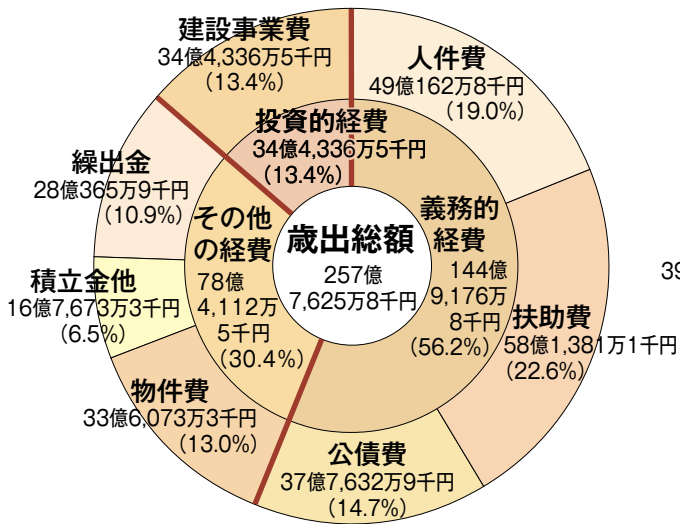 建設事業費
34億4,336万5千円
(13.4%)
人件費
49億162万8千円
(19.0%)
投資的経費
34億4,336万5千円
(13.4%)
繰出金
28億365万9千円
(10.9%)
その他
の経費
78億
4,112万
5千円
(30.4%)
歳出総額
257億
7,625万8千円
義務的
経費
144億
9,176万
8千円
(56.2%)
39
積立金他
16億7,673万3千円
(6.5%)
扶助費
58億1,381万1千円
(22.6%)
物件費
33億6,073万3千円
(13.0%)
公債費
37億7,632万9千円
(14.7%)